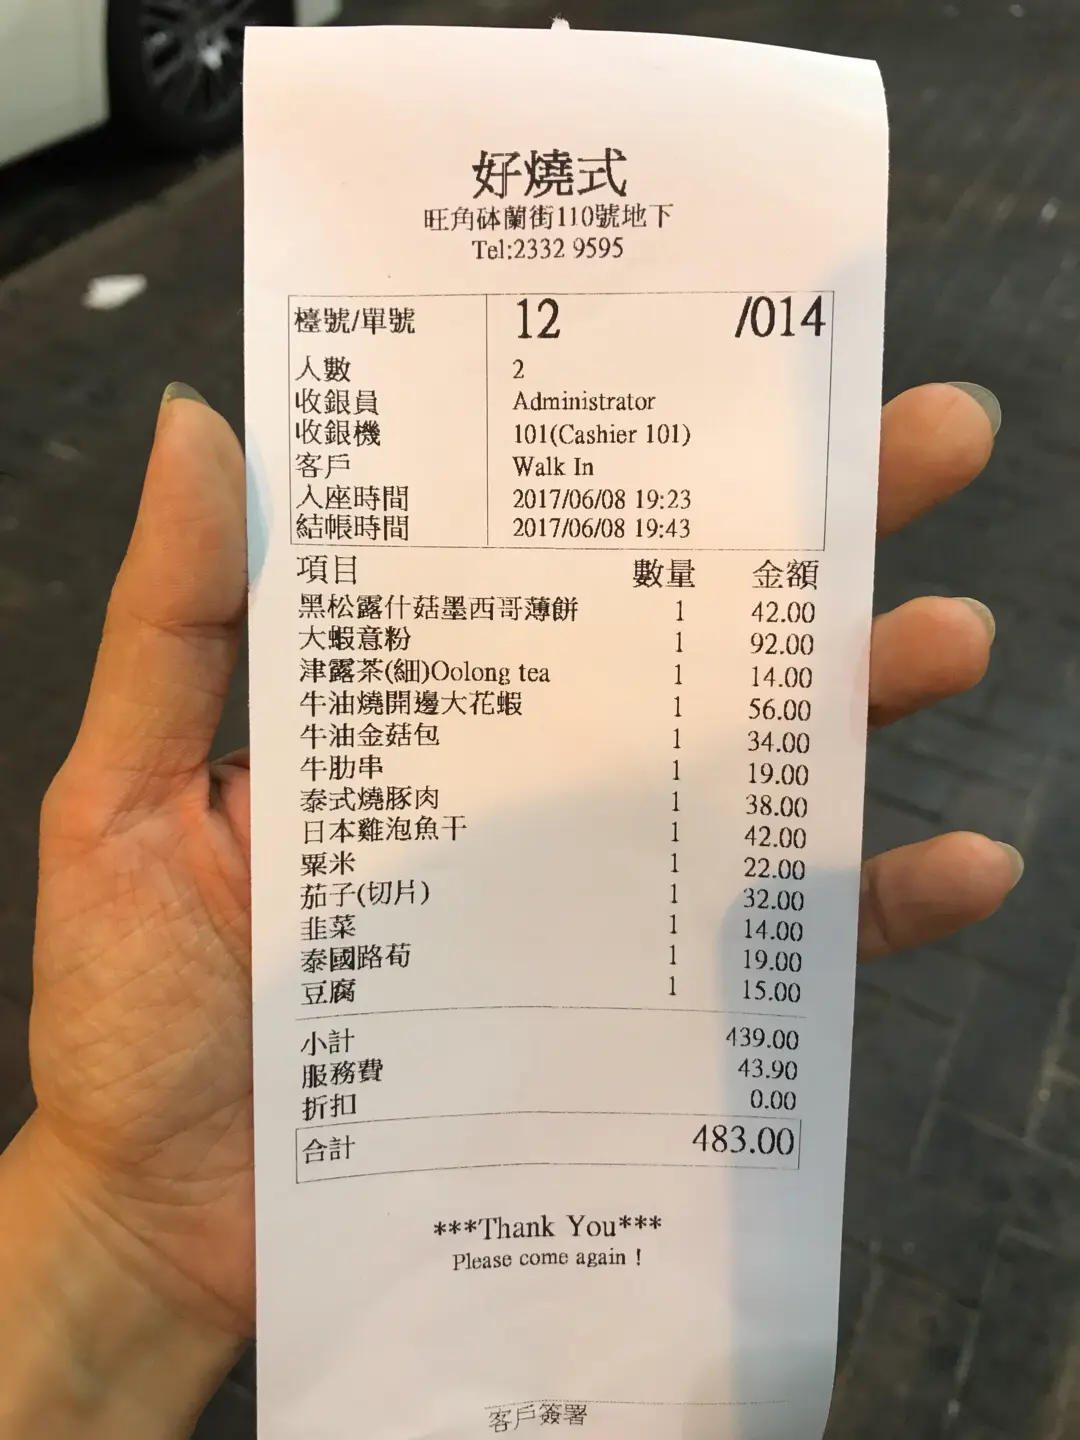 好燒式
旺角砵蘭街110號地下
Tel:2332 9595
檯號/單號 12 /014
人數 2
收銀員 Administrator
收銀機 101(Cashier 101)
客戶 Walk In
入座時間 2017/06/08 19:23
結帳時間 2017/06/08 19:43
項目 數量 金額
黑松露什菇墨西哥薄餅 1 42.00
大蝦意粉 1 92.00
津露茶(細)Oolong tea 1 14.00
牛油燒開邊大花蝦 1 56.00
牛油金菇包 1 34.00
牛肋串 1 19.00
泰式燒豚肉 1 38.00
日本雞泡魚干 1 42.00
粟米 1 22.00
茄子(切片) 1 32.00
韭菜 1 14.00
泰國路荀 1 19.00
豆腐 1 15.00
小計 439.00
服務費 43.90
折扣 0.00
合計 483.00
***Thank You***
Please come again !
客戶簽署